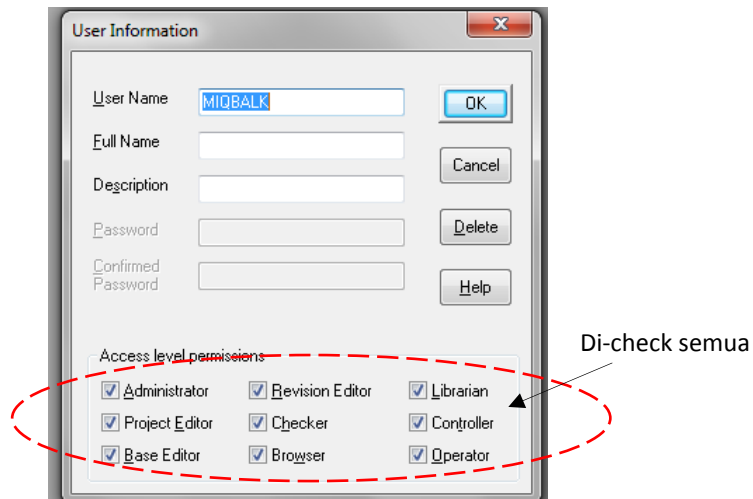 User Information
User Name MIQBALK OK
Full Name
Cancel
Description
Password Delete
Confirmed
Password Help
Di-check semua
Access level permissions
Administrator Revision Editor Librarian
Project Editor Checker Controller
Base Editor Browser Operator